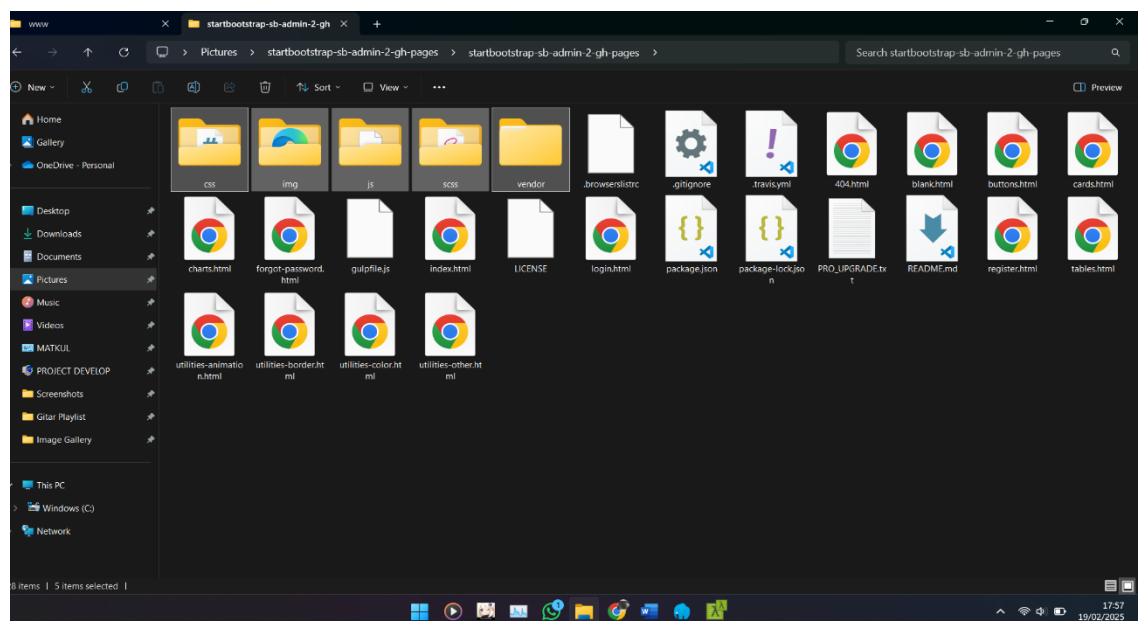 www
startbootstrap-sb-admin-2-gh
Pictures > startbootstrap-sb-admin-2-gh-pages > startbootstrap-sb-admin-2-gh-pages >
Search startbootstrap-sb-admin-2-gh-pages
New
Sort
View
Preview
Home
Gallery
OneDrive - Personal
Desktop
Downloads
Documents
Pictures
Music
Videos
MATKUL
PROJECT DEVELOP
Screenshots
Gitar Playlist
Image Gallery
This PC
Windows (C:)
Network
css
img
js
scss
vendor
.browserslistrc
.gitignore
.travis.yml
404.html
blank.html
buttons.html
cards.html
charts.html
forgot-password.
html
gulpfile.js
index.html
LICENSE
login.html
package.json
package-lock.jso
n
PRO_UPGRADE.tx
t
README.md
register.html
tables.html
utilities-animatio
n.html
utilities-border.ht
ml
utilities-color.ht
ml
utilities-other.ht
ml
8 items | 5 items selected |
17:57
19/02/2025